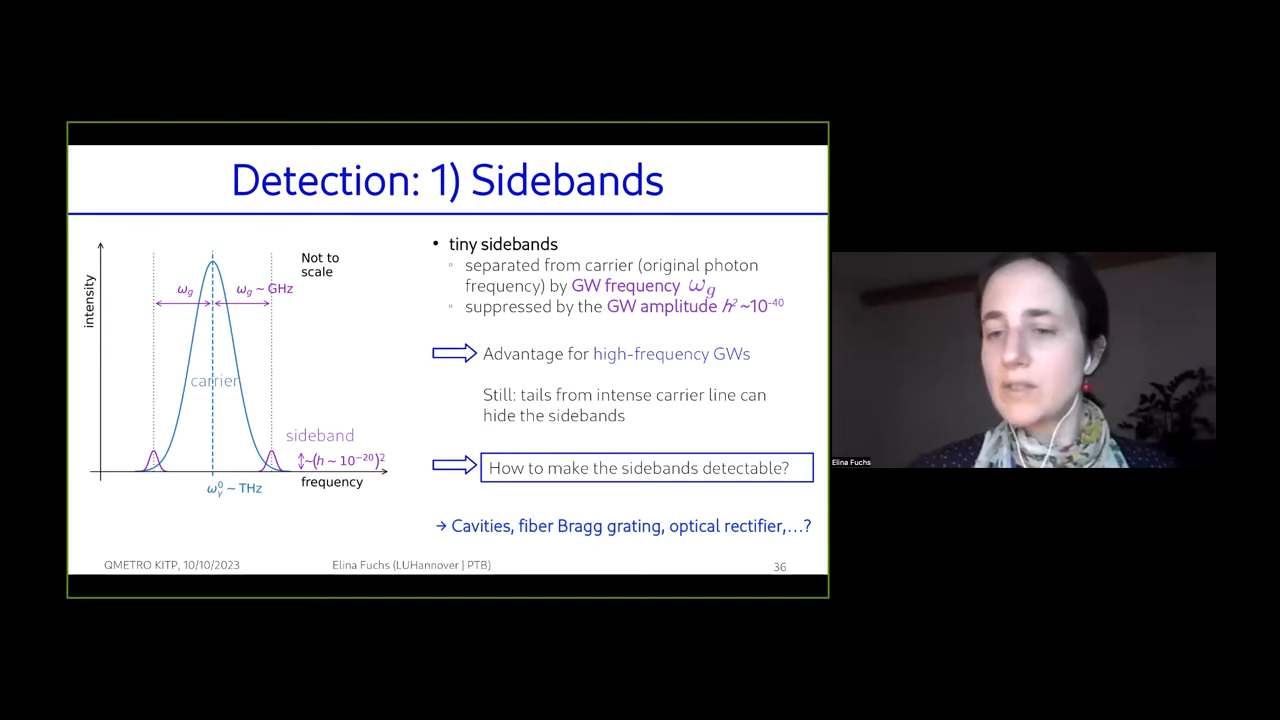 Detection: 1) Sidebands
intensity
Not to
scale
ω_g
ω_g ~ GHz
carrier
sideband
~(h ~ 10⁻²⁰)²
frequency
ω_γ⁰ ~ THz
• tiny sidebands
▫ separated from carrier (original photon
frequency) by GW frequency ω_g
▫ suppressed by the GW amplitude h² ~10⁻⁴⁰
Advantage for high-frequency GWs
Still: tails from intense carrier line can
hide the sidebands
How to make the sidebands detectable?
→ Cavities, fiber Bragg grating, optical rectifier,…?
QMETRO KITP, 10/10/2023
Elina Fuchs (LUHannover | PTB)
36
Elina Fuchs